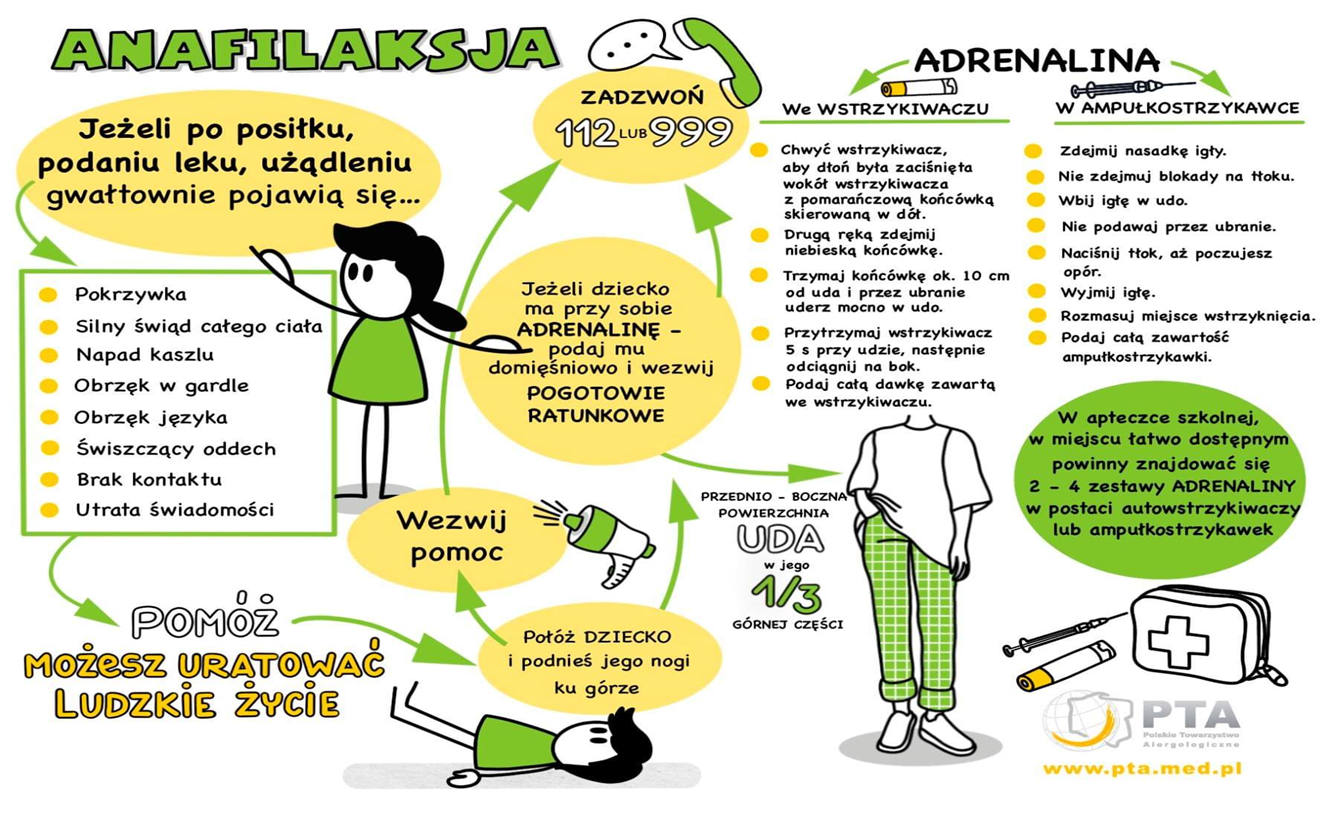 ANAFILAKSJA
Jeżeli po posiłku,
podaniu leku, użądleniu
gwałtownie pojawią się...
Pokrzywka
Silny świąd całego ciała
Napad kaszlu
Obrzęk w gardle
Obrzęk języka
Świszczący oddech
Brak kontaktu
Utrata świadomości
POMÓŻ
MOŻESZ URATOWAĆ
LUDZKIE ŻYCIE
Połóż DZIECKO
i podnieś jego nogi
ku górze
Wezwij
pomoc
Jeżeli dziecko
ma przy sobie
ADRENALINĘ -
podaj mu
domięśniowo i wezwij
POGOTOWIE
RATUNKOWE
ZADZWOŃ
112 LUB 999
PRZEDNIO - BOCZNA
POWIERZCHNIA
UDA
w jego
1/3
GÓRNEJ CZĘŚCI
ADRENALINA
We WSTRZYKIWACZU
Chwyć wstrzykiwacz,
aby dłoń była zaciśnięta
wokół wstrzykiwacza
z pomarańczową końcówką
skierowaną w dół.
Drugą ręką zdejmij
niebieską końcówkę.
Trzymaj końcówkę ok. 10 cm
od uda i przez ubranie
uderz mocno w udo.
Przytrzymaj wstrzykiwacz
5 s przy udzie, następnie
odciągnij na bok.
Podaj całą dawkę zawartą
we wstrzykiwaczu.
W AMPUŁKOSTRZYKAWCE
Zdejmij nasadkę igły.
Nie zdejmuj blokady na tłoku.
Wbij igłę w udo.
Nie podawaj przez ubranie.
Naciśnij tłok, aż poczujesz
opór.
Wyjmij igłę.
Rozmasuj miejsce wstrzyknięcia.
Podaj całą zawartość
ampułkostrzykawki.
W apteczce szkolnej,
w miejscu łatwo dostępnym
powinny znajdować się
2 - 4 zestawy ADRENALINY
w postaci autowstrzykiwaczy
lub ampułkostrzykawek
PTA
Polskie Towarzystwo
Alergologiczne
www.pta.med.pl